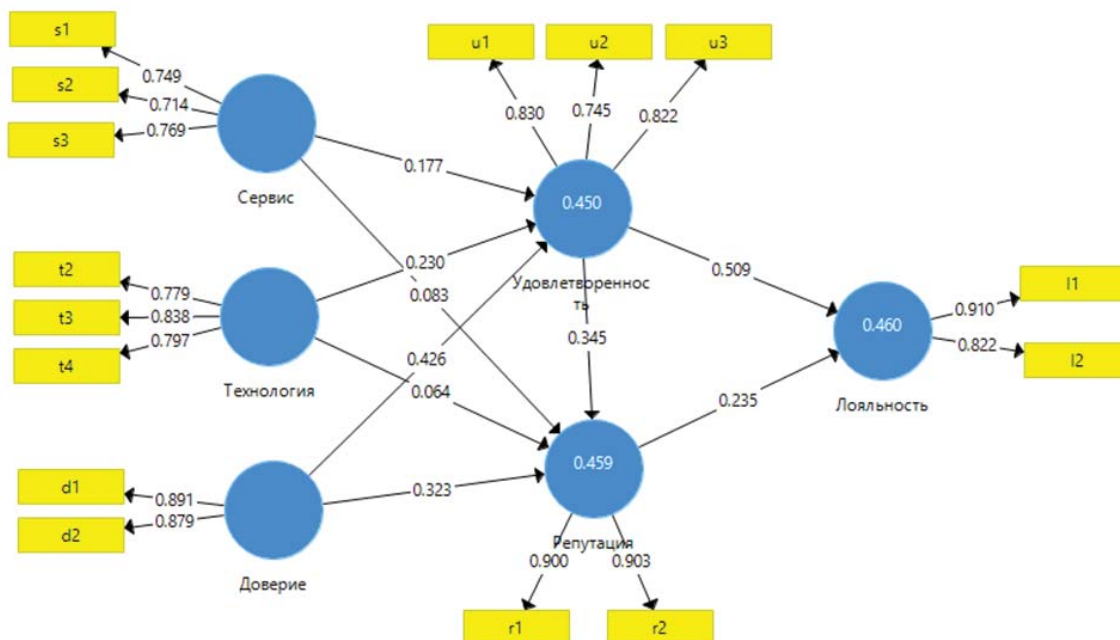 s1
s2
s3
0.749
0.714
0.769
Сервис
u1
u2
u3
0.830
0.745
0.822
0.177
0.450
Удовлетвореннос
ть
t2
t3
t4
0.779
0.838
0.797
Технология
0.230
0.083
0.426
0.064
0.345
0.509
0.460
Лояльность
0.910
0.822
l1
l2
0.235
d1
d2
0.891
0.879
Доверие
0.323
0.459
Репутация
0.900
0.903
r1
r2